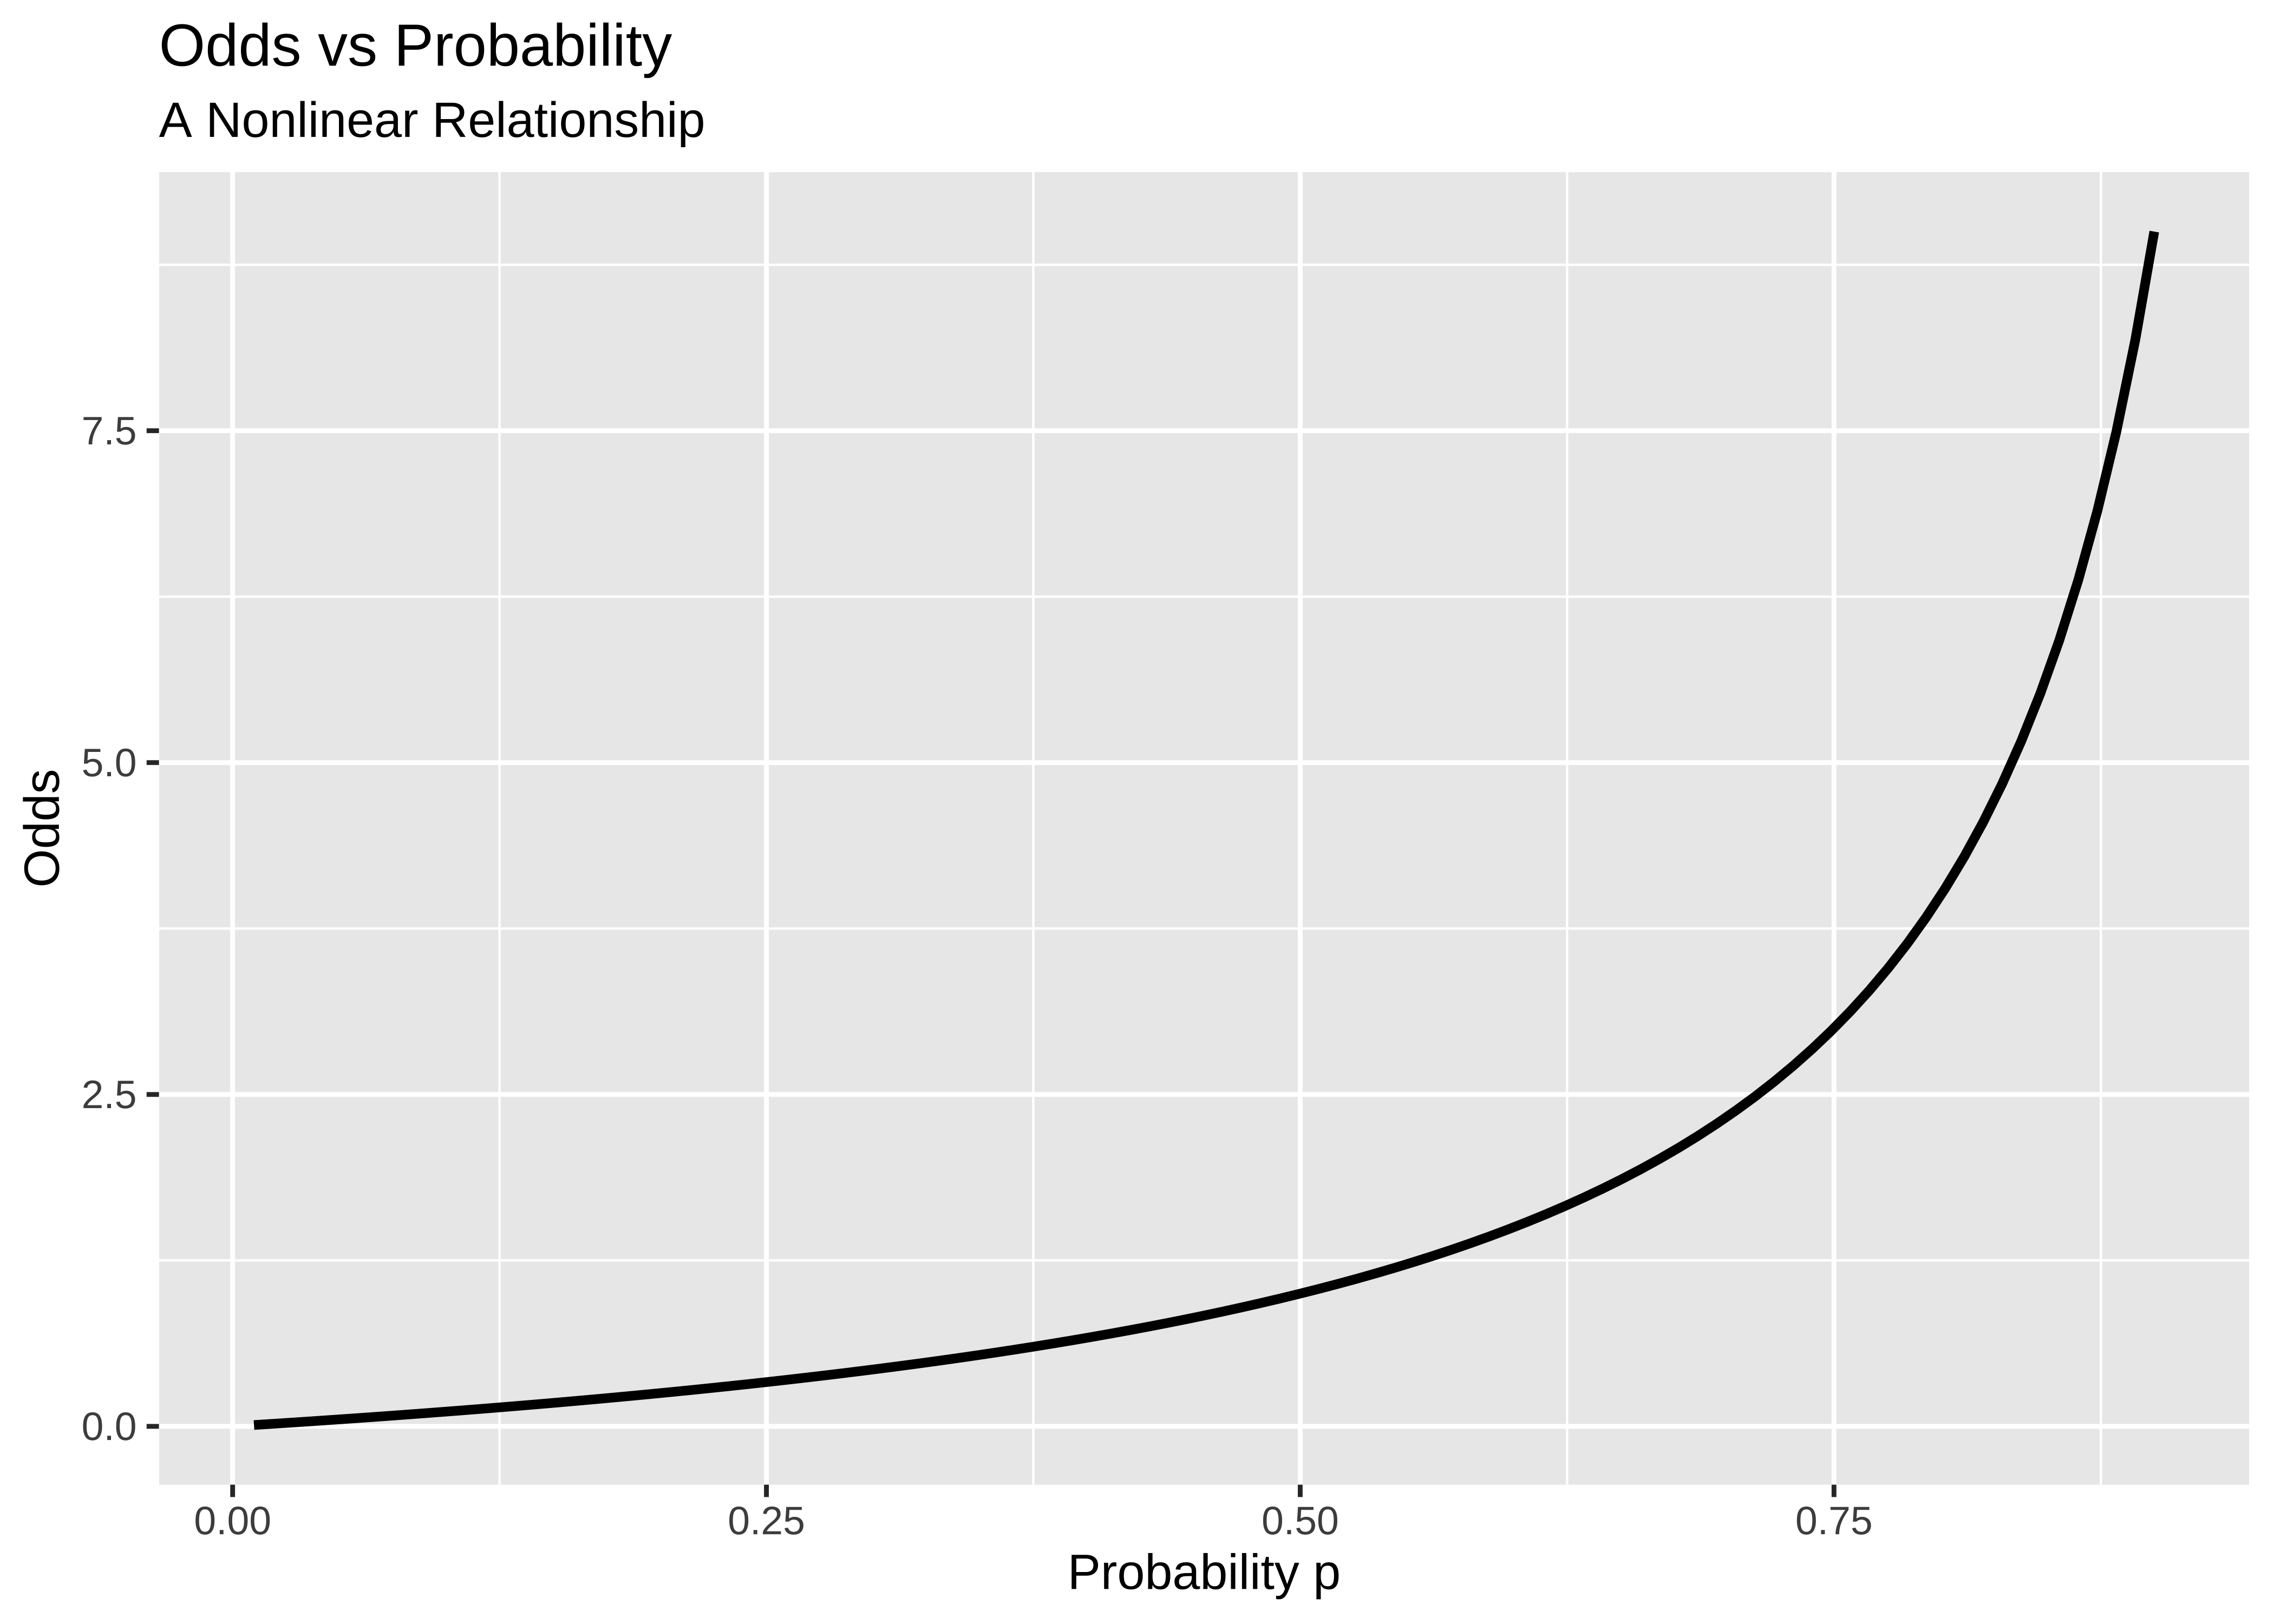 Odds vs Probability
A Nonlinear Relationship
Odds
7.5
5.0
2.5
0.0
0.00 0.25 0.50 0.75
Probability p